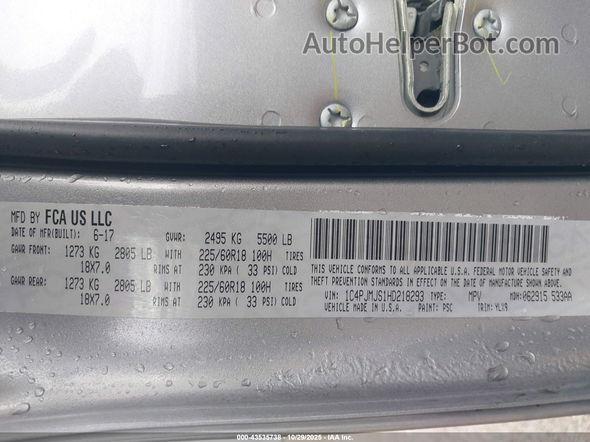 AutoHelperBot.com
MFD BY FCA US LLC
DATE OF MFR(BUILT): 6-17 GVWR: 2495 KG 5500 LB
GAWR FRONT: 1273 KG 2805 LB WITH 225/60R18 100H TIRES
18X7.0 RIMS AT 230 KPA ( 33 PSI) COLD
GAWR REAR: 1273 KG 2805 LB WITH 225/60R18 100H TIRES
18X7.0 RIMS AT 230 KPA ( 33 PSI) COLD
THIS VEHICLE CONFORMS TO ALL APPLICABLE U.S.A. FEDERAL MOTOR VEHICLE SAFETY, BUMPER, AND
THEFT PREVENTION STANDARDS IN EFFECT ON THE DATE OF MANUFACTURE SHOWN ABOVE.
VIN: 1C4PJMJS1HD218293 TYPE: MPV MDH:062915 533AA
VEHICLE MADE IN U.S.A. PAINT: PSC TRIM: YLX9
© 43535738 - 10/29/2025 - IAA Inc.